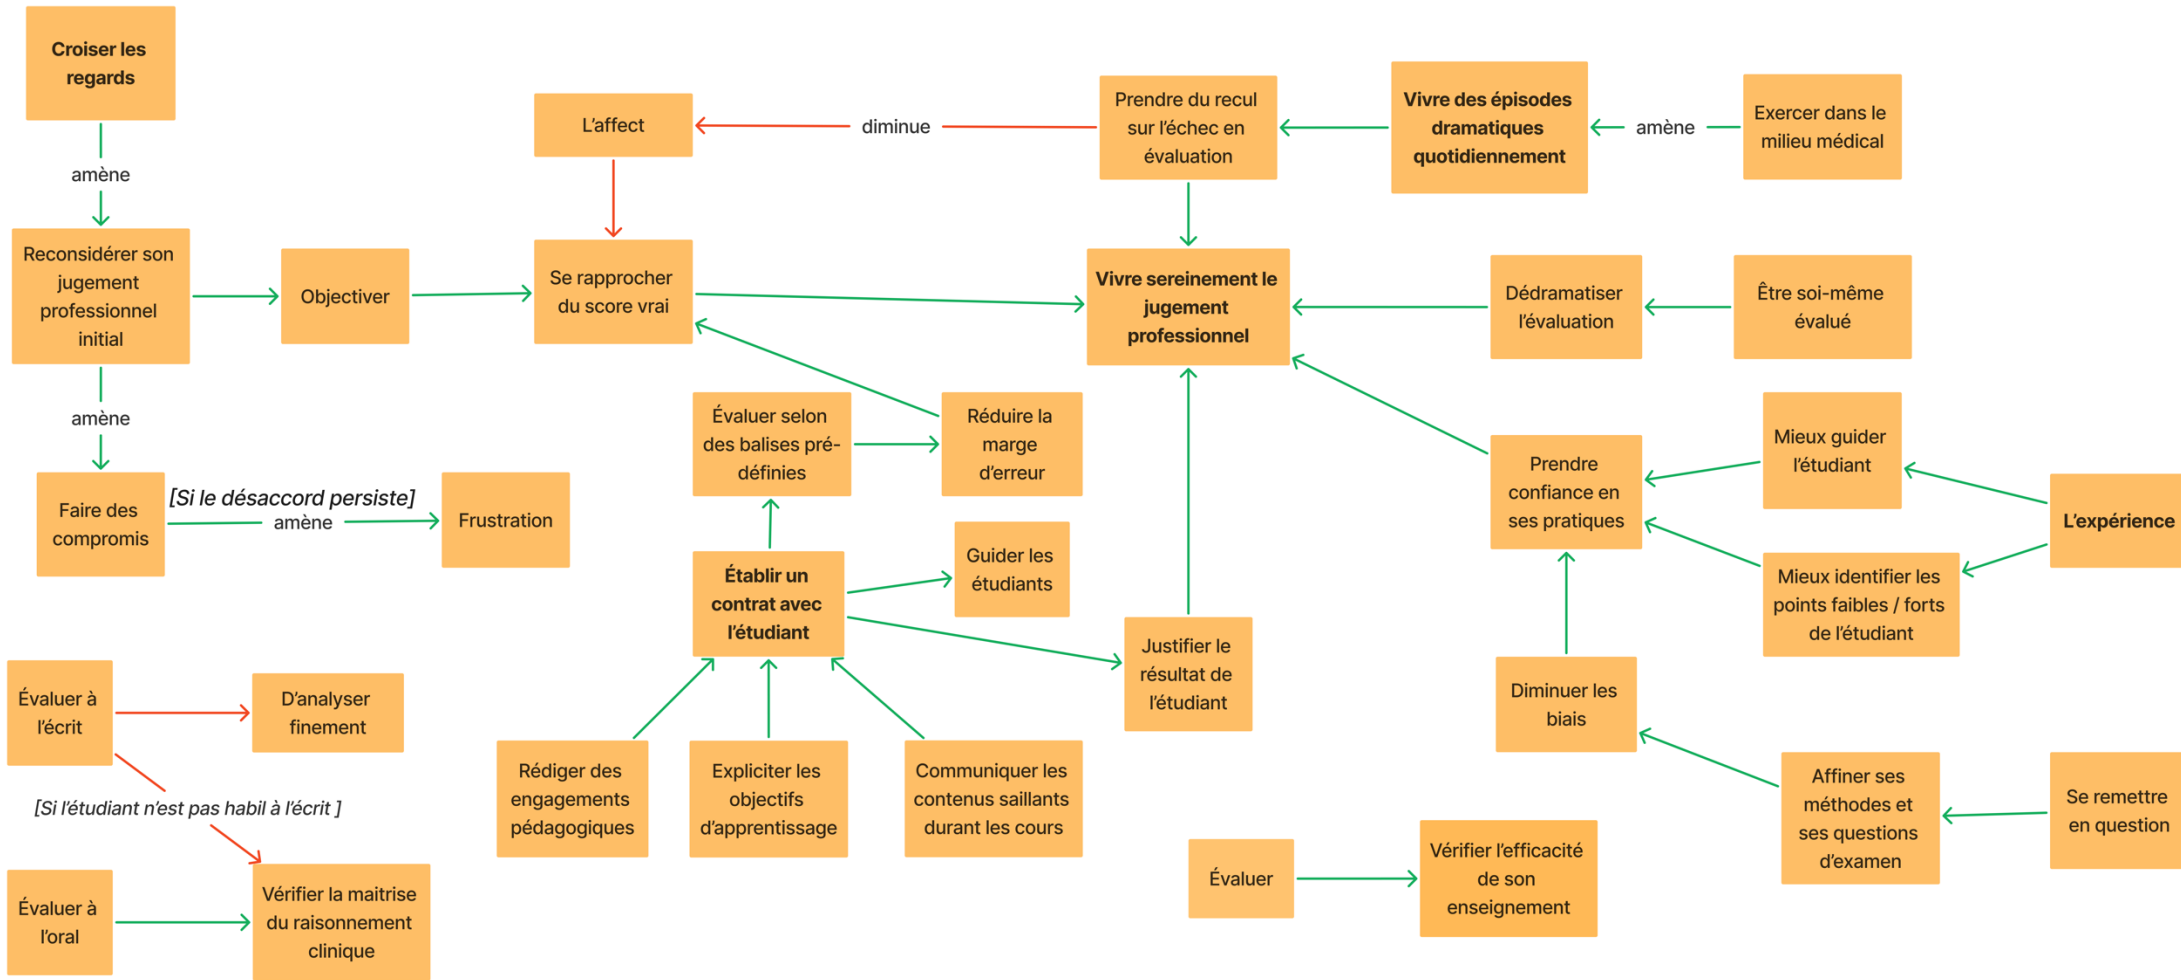 Croiser les
regards
amène
Reconsidérer son
jugement
professionnel
initial
Objectiver
amène
Faire des
compromis
[Si le désaccord persiste]
amène
Frustration
L'affect
diminue
Prendre du recul
sur l'échec en
évaluation
Vivre des épisodes
dramatiques
quotidiennement
amène
Exercer dans le
milieu médical
Se rapprocher
du score vrai
Vivre sereinement le
jugement
professionnel
Dédramatiser
l'évaluation
Être soi-même
évalué
Évaluer selon
des balises pré-
définies
Réduire la
marge
d'erreur
Prendre
confiance en
ses pratiques
Mieux guider
l'étudiant
L'expérience
Mieux identifier les
points faibles / forts
de l'étudiant
Établir un
contrat avec
l'étudiant
Guider les
étudiants
Justifier le
résultat de
l'étudiant
Diminuer les
biais
Évaluer à
l'écrit
D'analyser
finement
[Si l'étudiant n'est pas habil à l'écrit ]
Évaluer à
l'oral
Vérifier la maitrise
du raisonnement
clinique
Rédiger des
engagements
pédagogiques
Expliciter les
objectifs
d'apprentissage
Communiquer les
contenus saillants
durant les cours
Évaluer
Vérifier l'efficacité
de son
enseignement
Affiner ses
méthodes et
ses questions
d'examen
Se remettre
en question